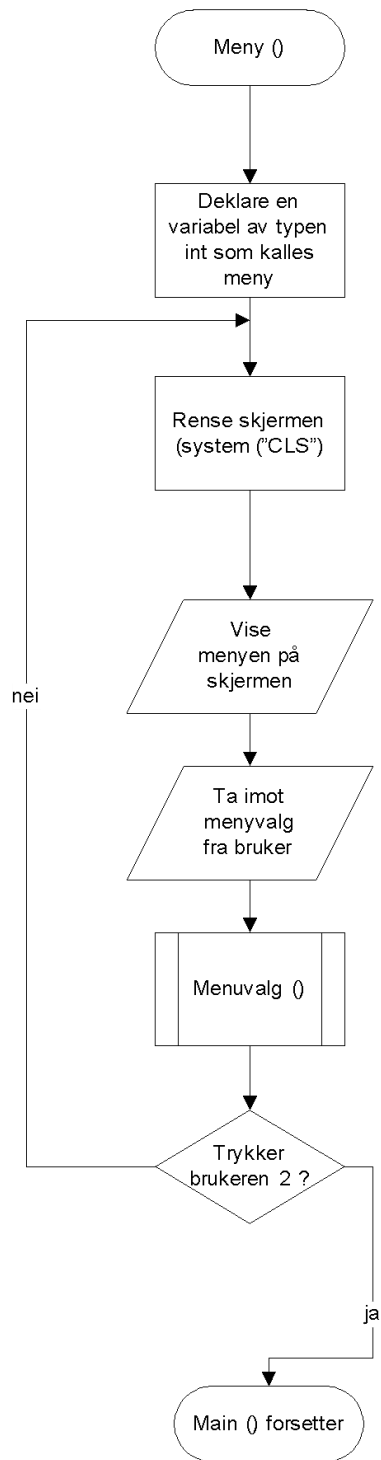 Meny ()
Deklare en
variabel av typen
int som kalles
meny
Rense skjermen
(system (”CLS”)
Vise
menyen på
skjermen
nei
Ta imot
menyvalg
fra bruker
Menuvalg ()
Trykker
brukeren 2 ?
ja
Main () forsetter